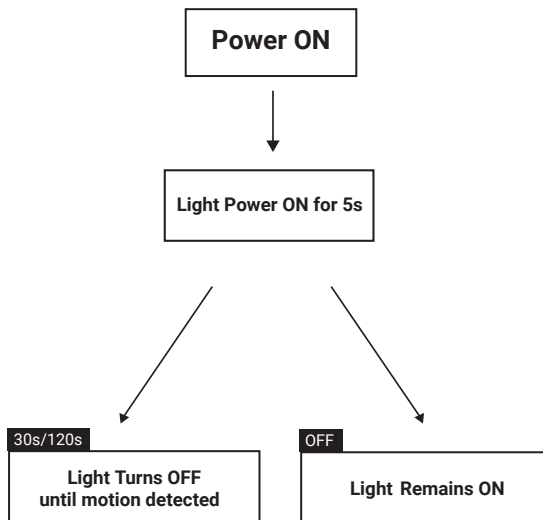 Power ON
Light Power ON for 5s
30s/120s
Light Turns OFF
until motion detected
OFF
Light Remains ON